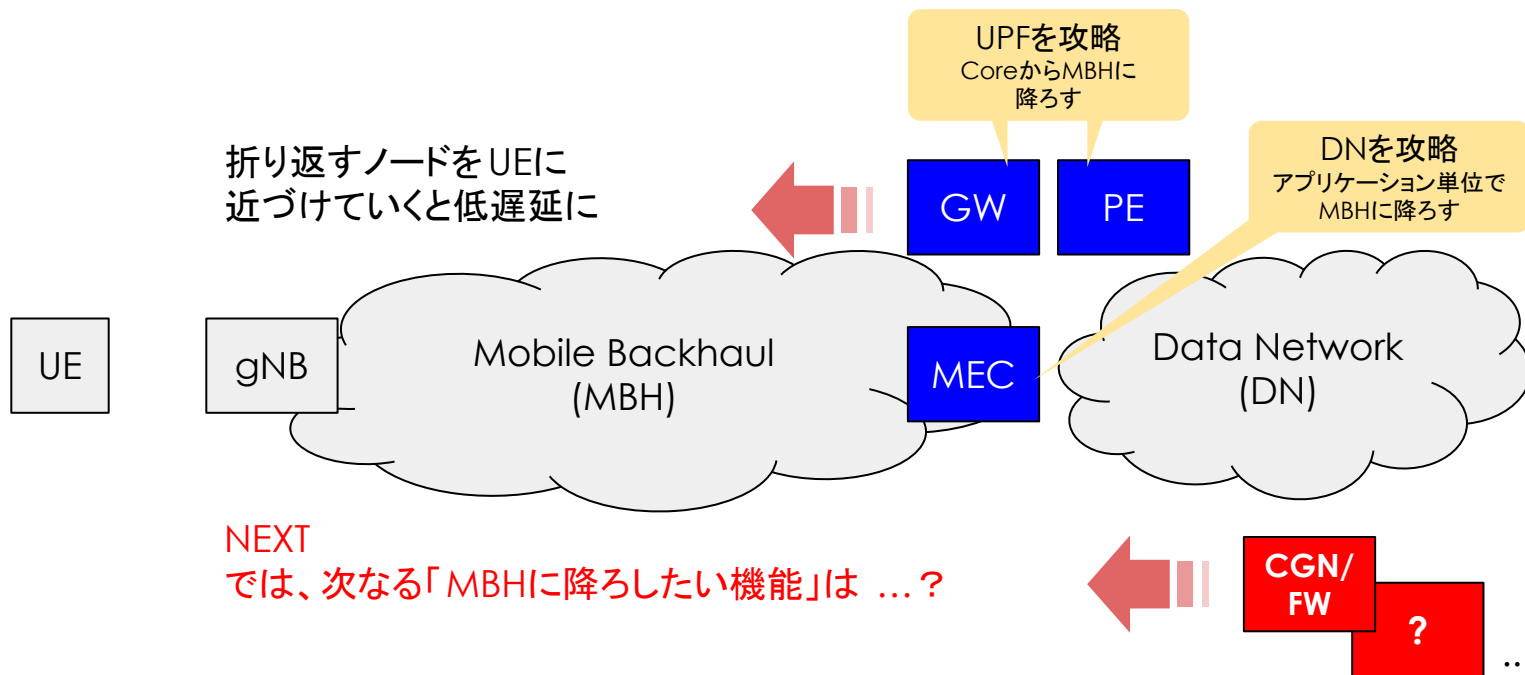 UPFを攻略
CoreからMBHに
降ろす
DNを攻略
アプリケーション単位で
MBHに降ろす
折り返すノードをUEに
近づけていくと低遅延に
GW
PE
UE
gNB
Mobile Backhaul
(MBH)
MEC
Data Network
(DN)
NEXT
では、次なる「MBHに降ろしたい機能」は …？
CGN/
FW
?
..